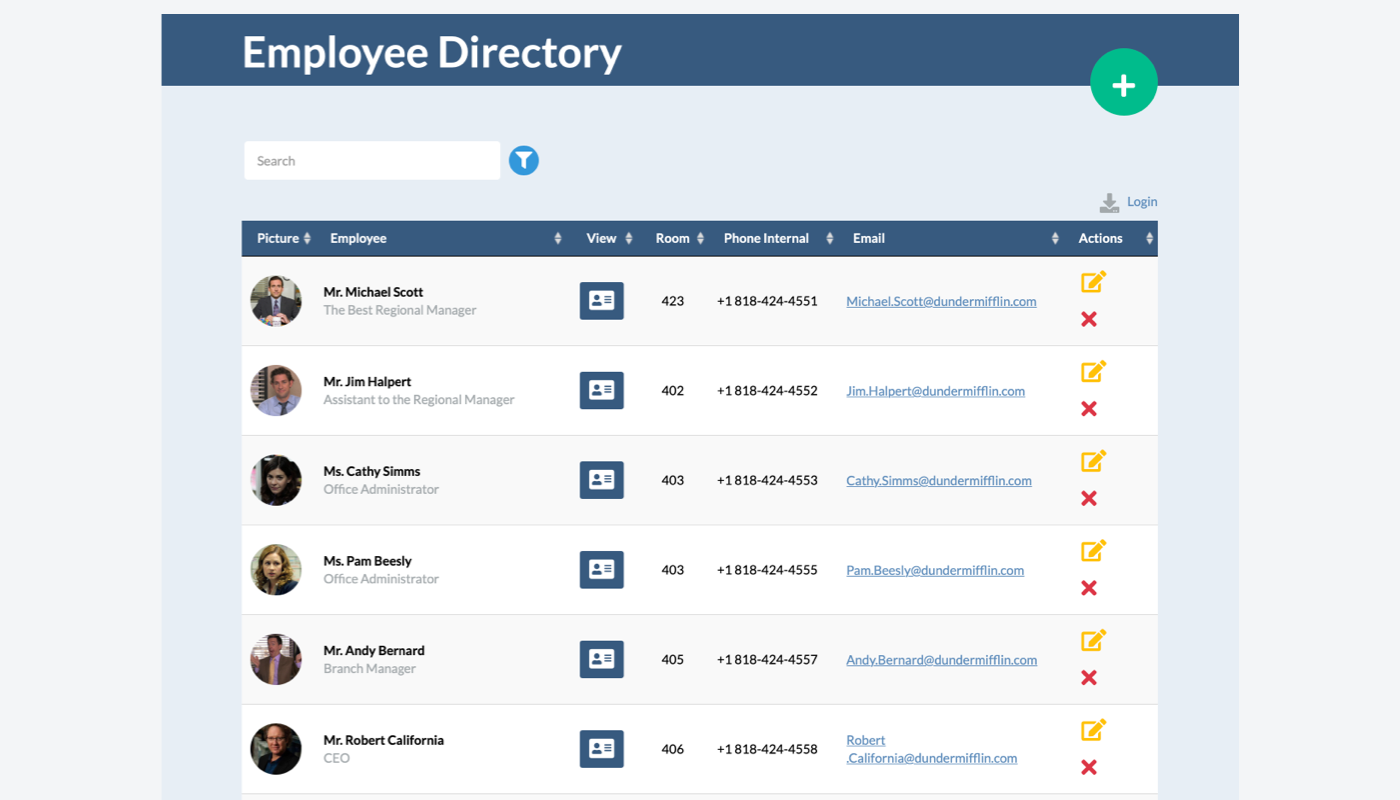 Employee Directory
Search
Login
Picture Employee View Room Phone Internal Email Actions
Mr. Michael Scott
The Best Regional Manager
423 +1 818-424-4551 Michael.Scott@dundermifflin.com
Mr. Jim Halpert
Assistant to the Regional Manager
402 +1 818-424-4552 Jim.Halpert@dundermifflin.com
Ms. Cathy Simms
Office Administrator
403 +1 818-424-4553 Cathy.Simms@dundermifflin.com
Ms. Pam Beesly
Office Administrator
403 +1 818-424-4555 Pam.Beesly@dundermifflin.com
Mr. Andy Bernard
Branch Manager
405 +1 818-424-4557 Andy.Bernard@dundermifflin.com
Mr. Robert California
CEO
406 +1 818-424-4558 Robert
.California@dundermifflin.com